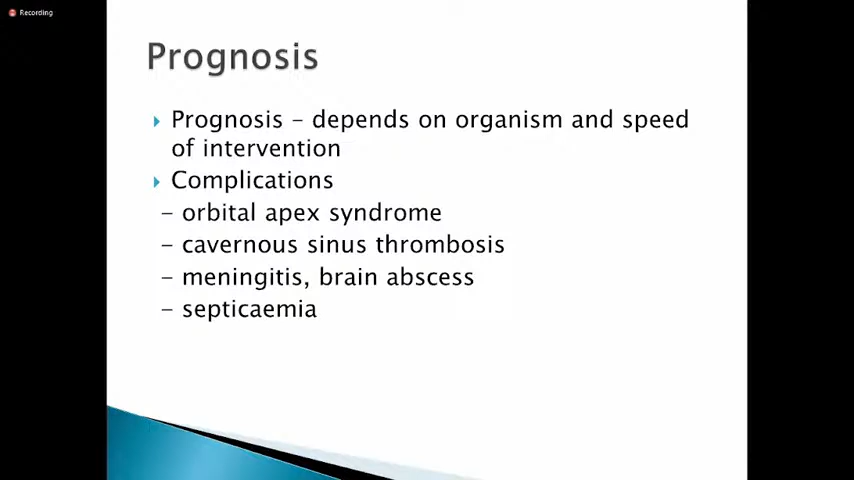 Recording
Prognosis
Prognosis – depends on organism and speed
of intervention
Complications
– orbital apex syndrome
– cavernous sinus thrombosis
– meningitis, brain abscess
– septicaemia